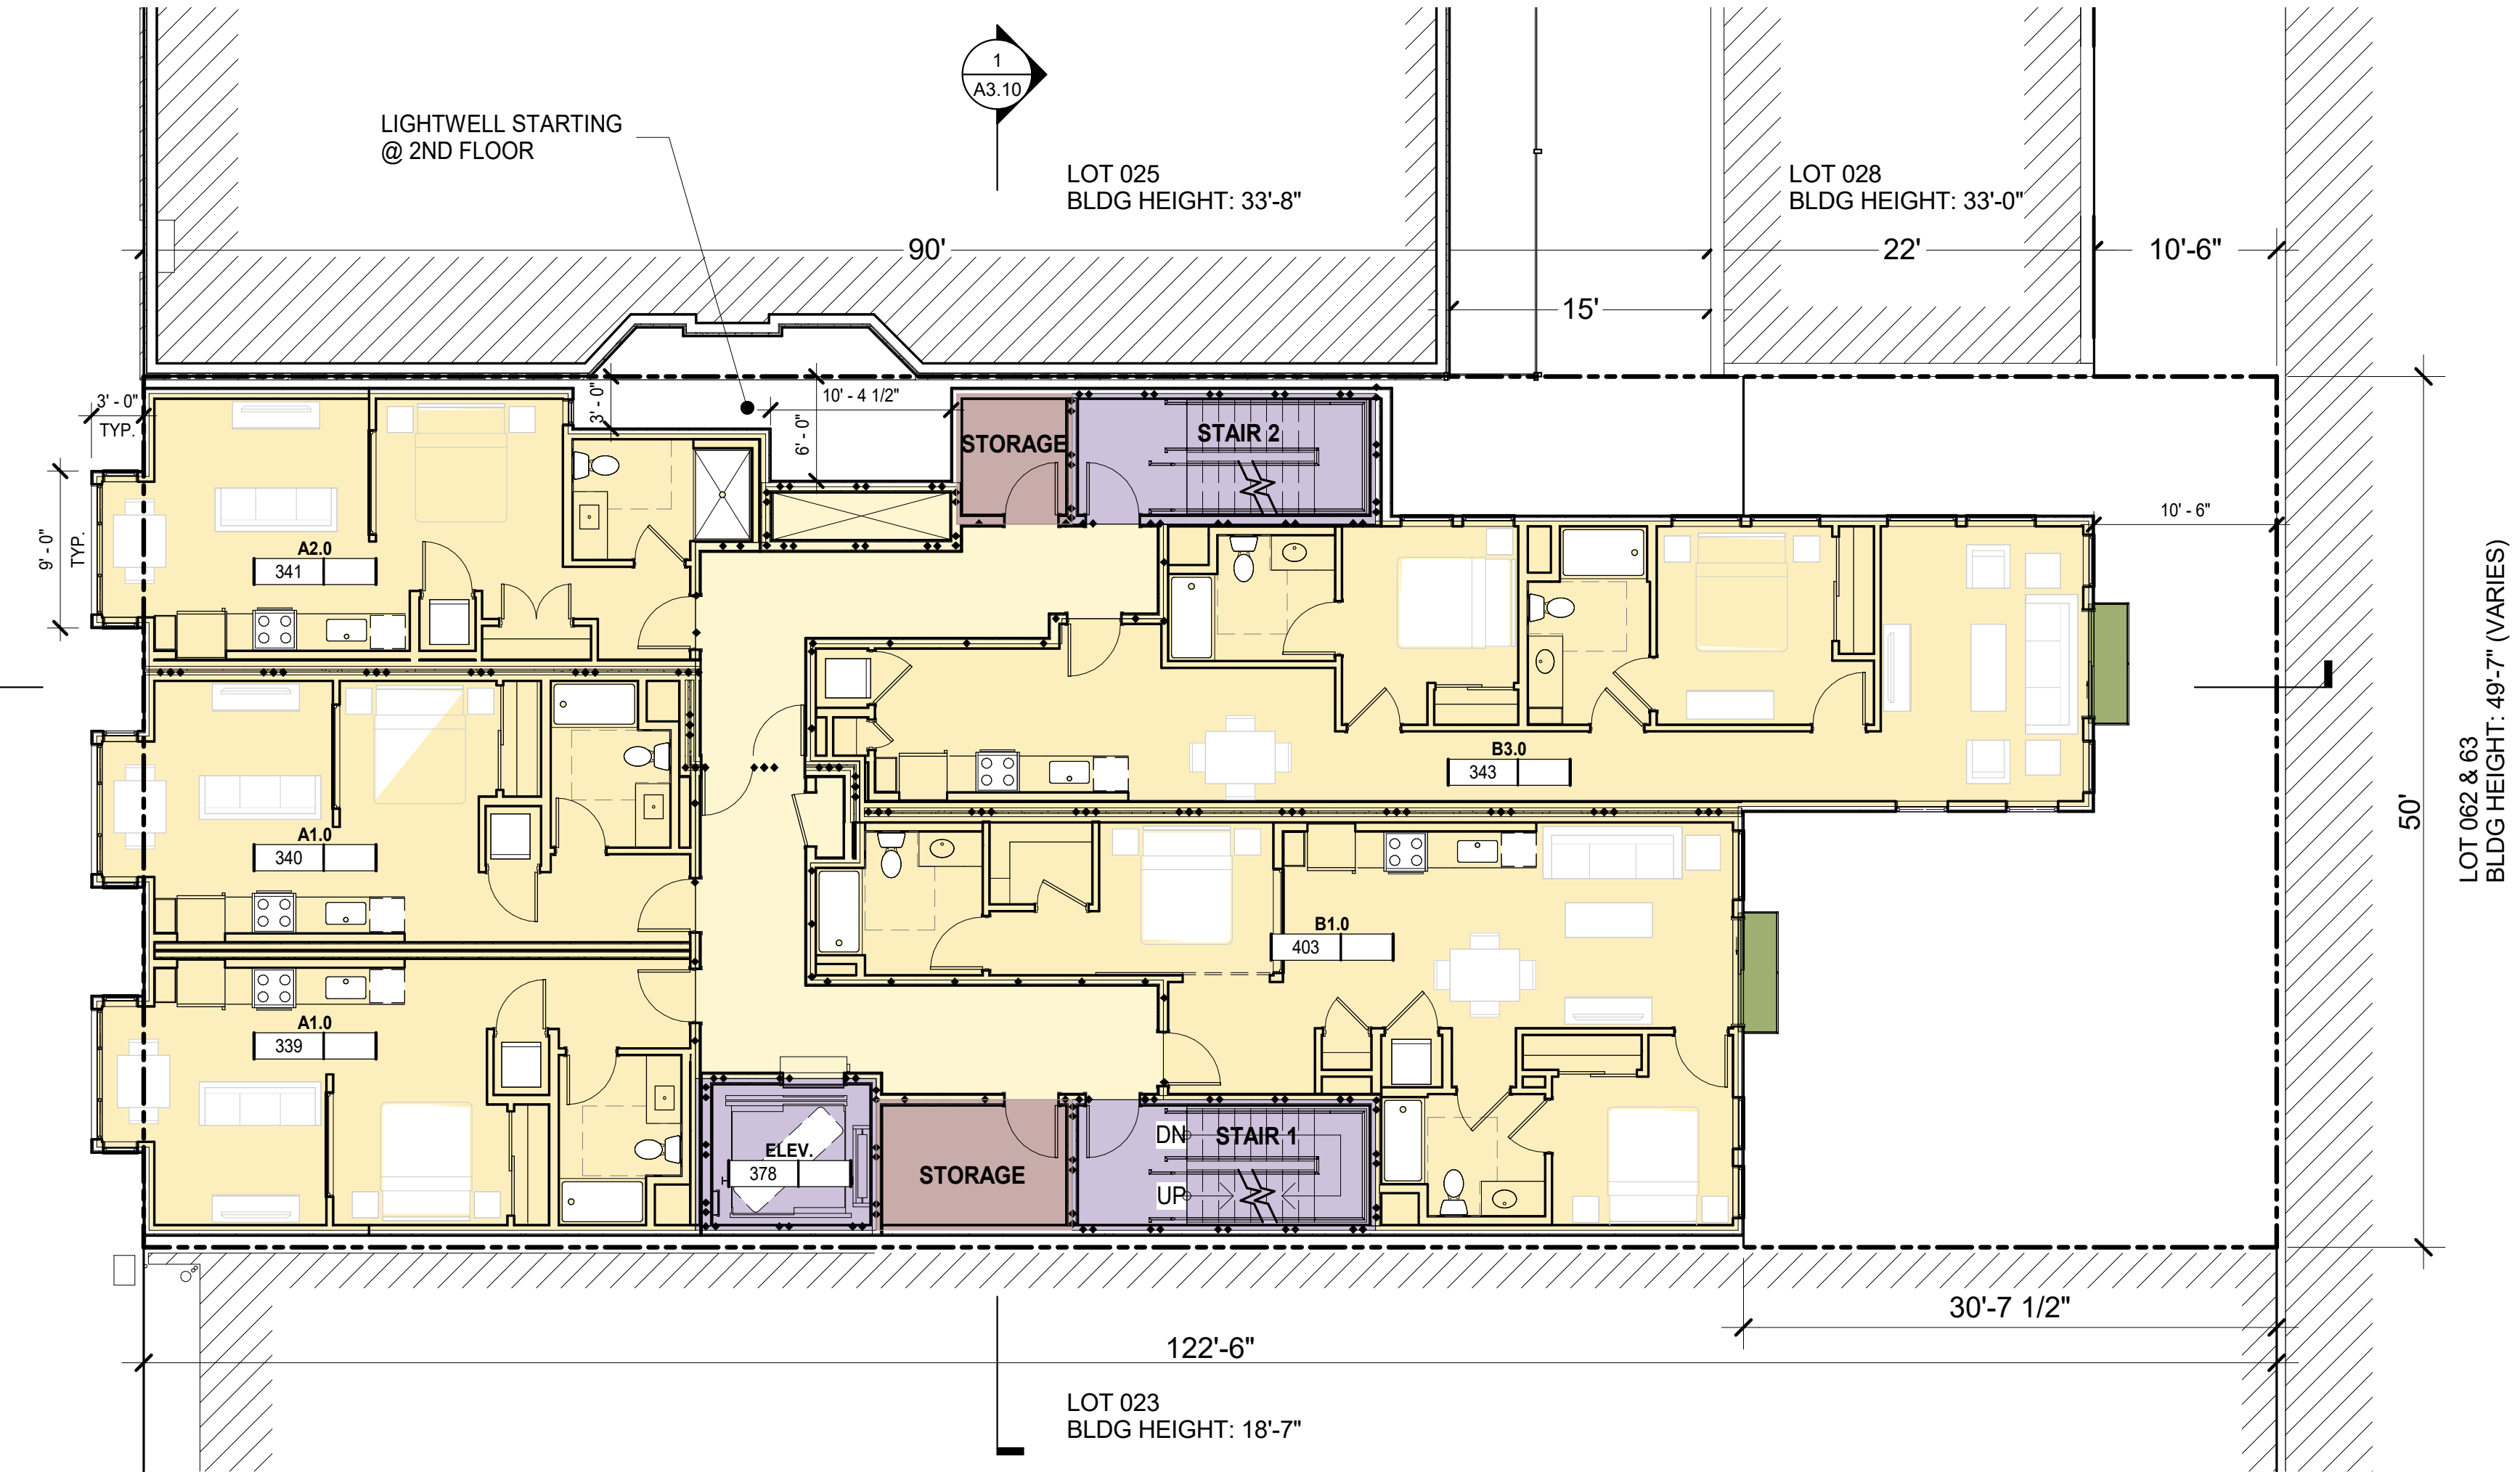 1
A3.10
LIGHTWELL STARTING
@ 2ND FLOOR
LOT 025
BLDG HEIGHT: 33'-8"
LOT 028
BLDG HEIGHT: 33'-0"
90'
22'
10'-6"
15'
3' - 0"
TYP.
3' - 0"
10' - 4 1/2"
6' - 0"
STORAGE
STAIR 2
9' - 0"
TYP.
10' - 6"
A2.0
341
B3.0
343
A1.0
340
LOT 062 & 63
BLDG HEIGHT: 49'-7" (VARIES)
50'
B1.0
403
A1.0
339
ELEV.
378
STORAGE
DN
STAIR 1
UP
30'-7 1/2"
122'-6"
LOT 023
BLDG HEIGHT: 18'-7"